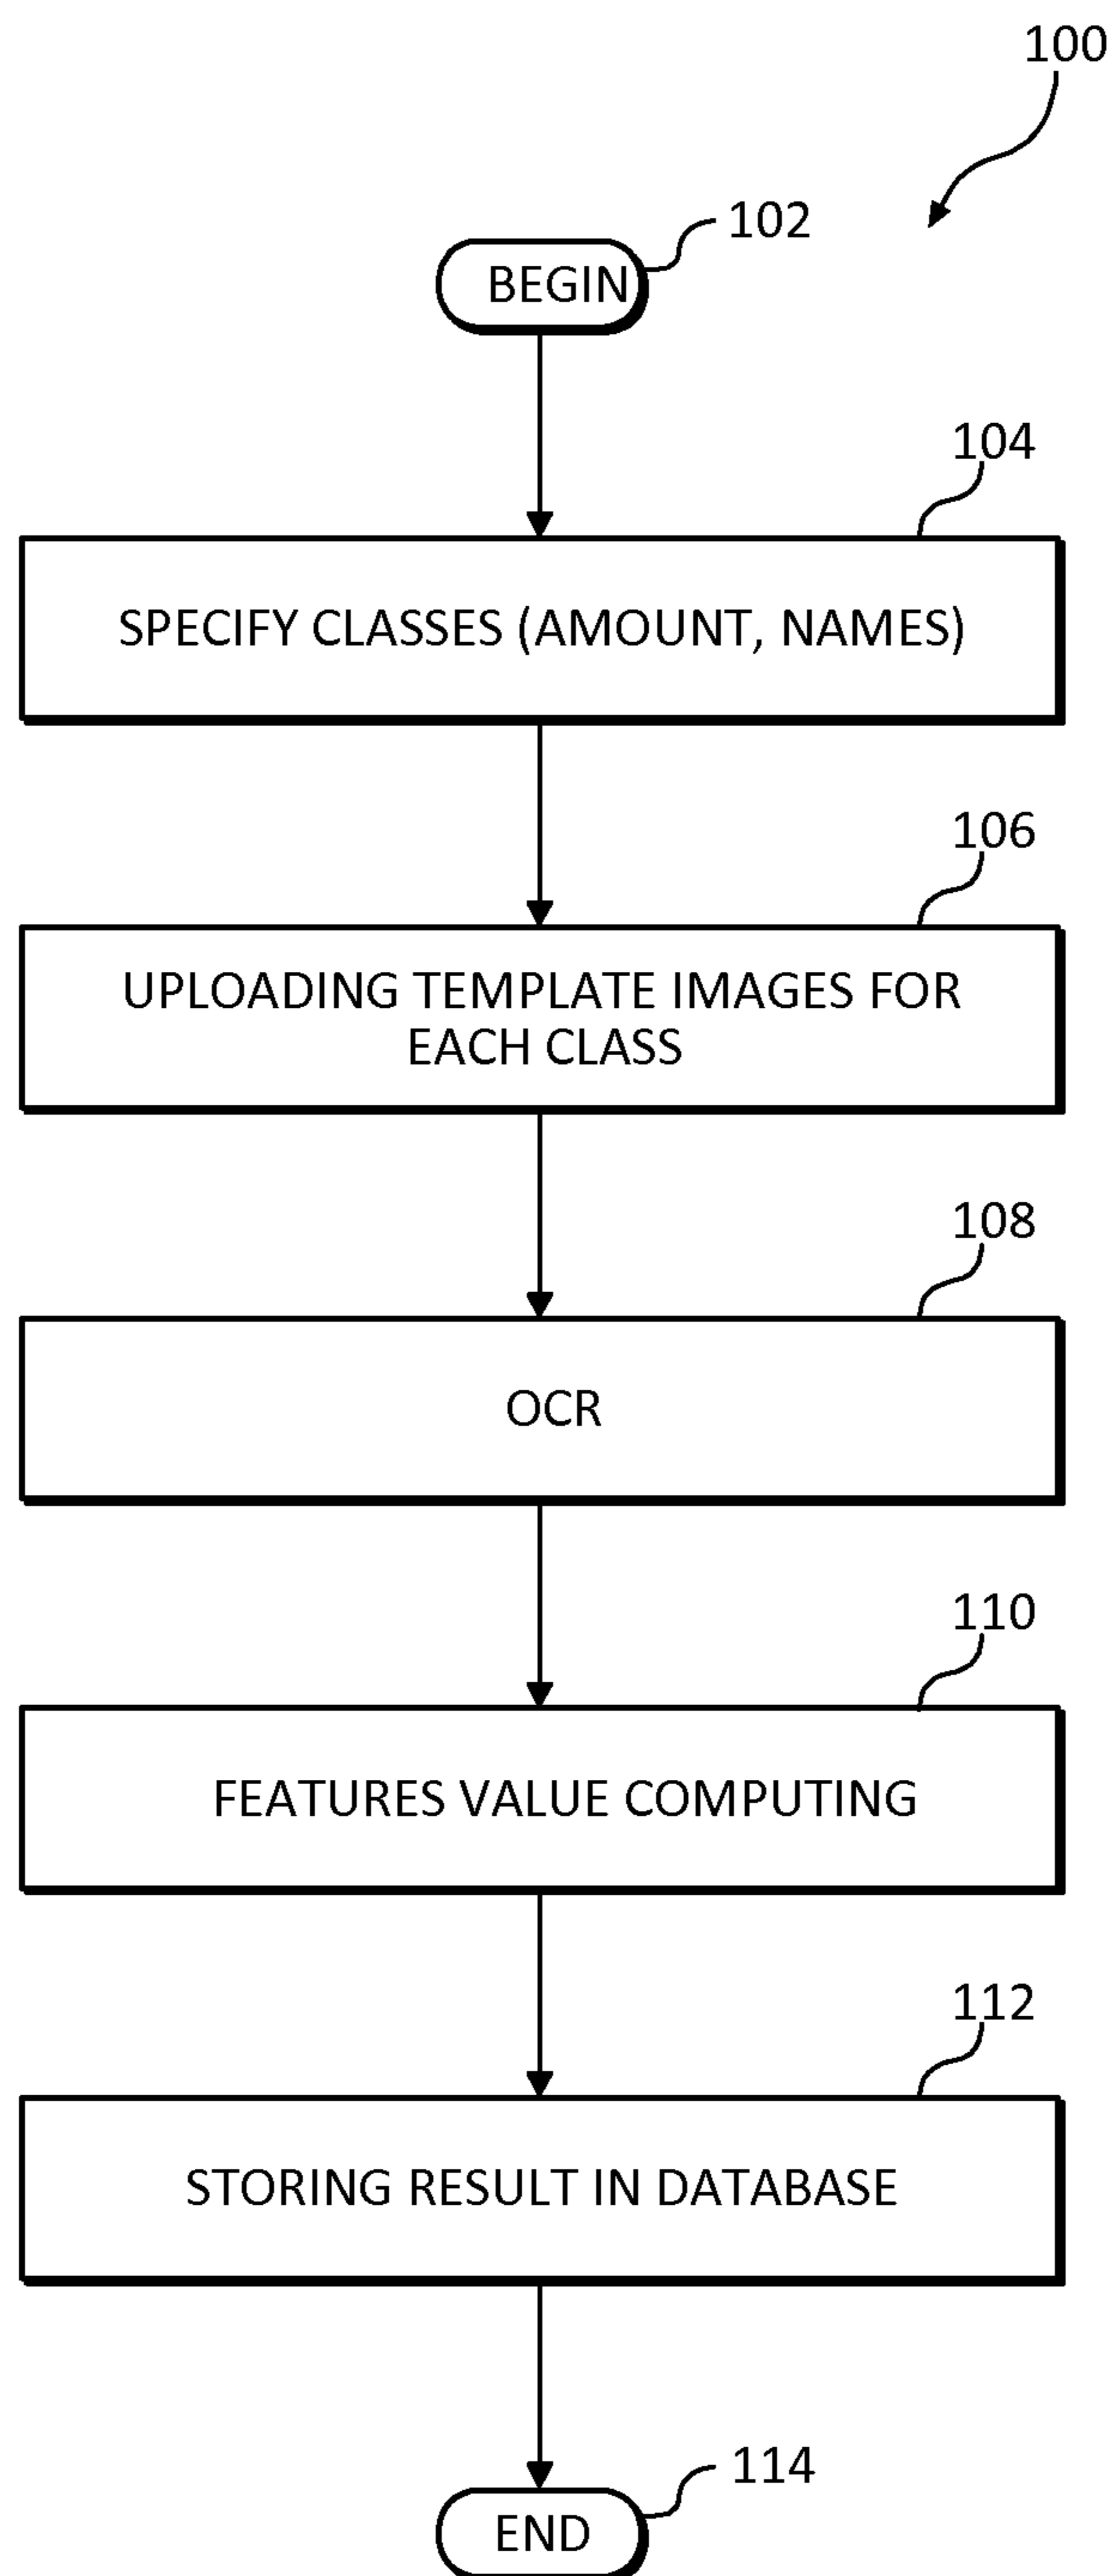 100
102
BEGIN
104
SPECIFY CLASSES (AMOUNT, NAMES)
106
UPLOADING TEMPLATE IMAGES FOR
EACH CLASS
108
OCR
110
FEATURES VALUE COMPUTING
112
STORING RESULT IN DATABASE
114
END